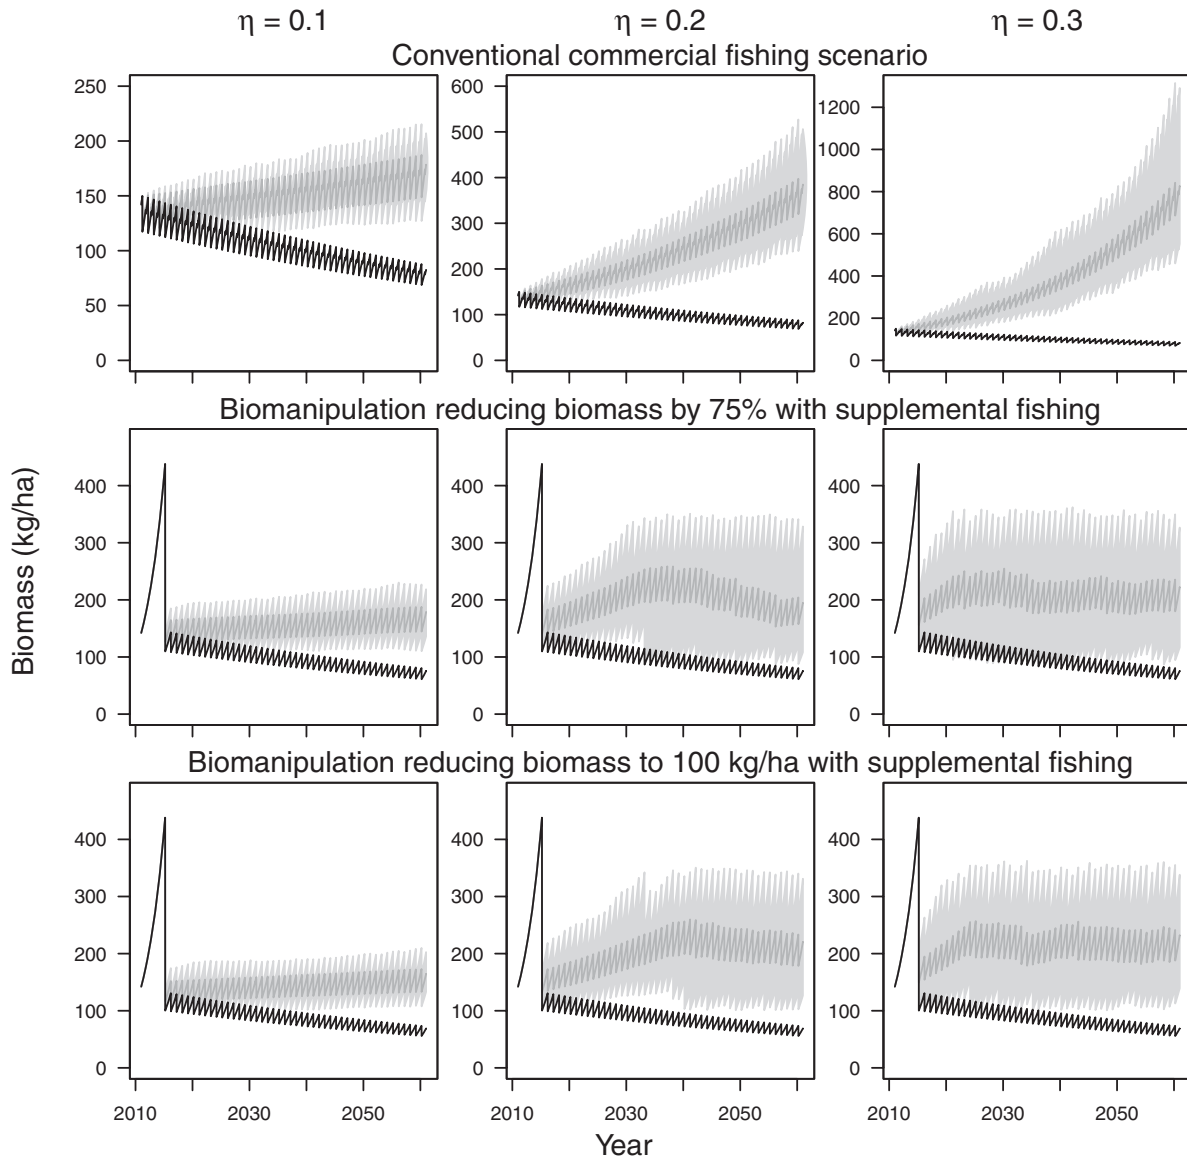 η = 0.1 η = 0.2 η = 0.3
Conventional commercial fishing scenario
250 600
200 500 1200
150 400 1000
100 300 800
50 200 600
0 100 400
0 200
0
Biomanipulation reducing biomass by 75% with supplemental fishing
400 400 400
300 300 300
200 200 200
100 100 100
0 0 0
Biomass (kg/ha)
Biomanipulation reducing biomass to 100 kg/ha with supplemental fishing
400 400 400
300 300 300
200 200 200
100 100 100
0 0 0
2010 2030 2050 2010 2030 2050 2010 2030 2050
Year